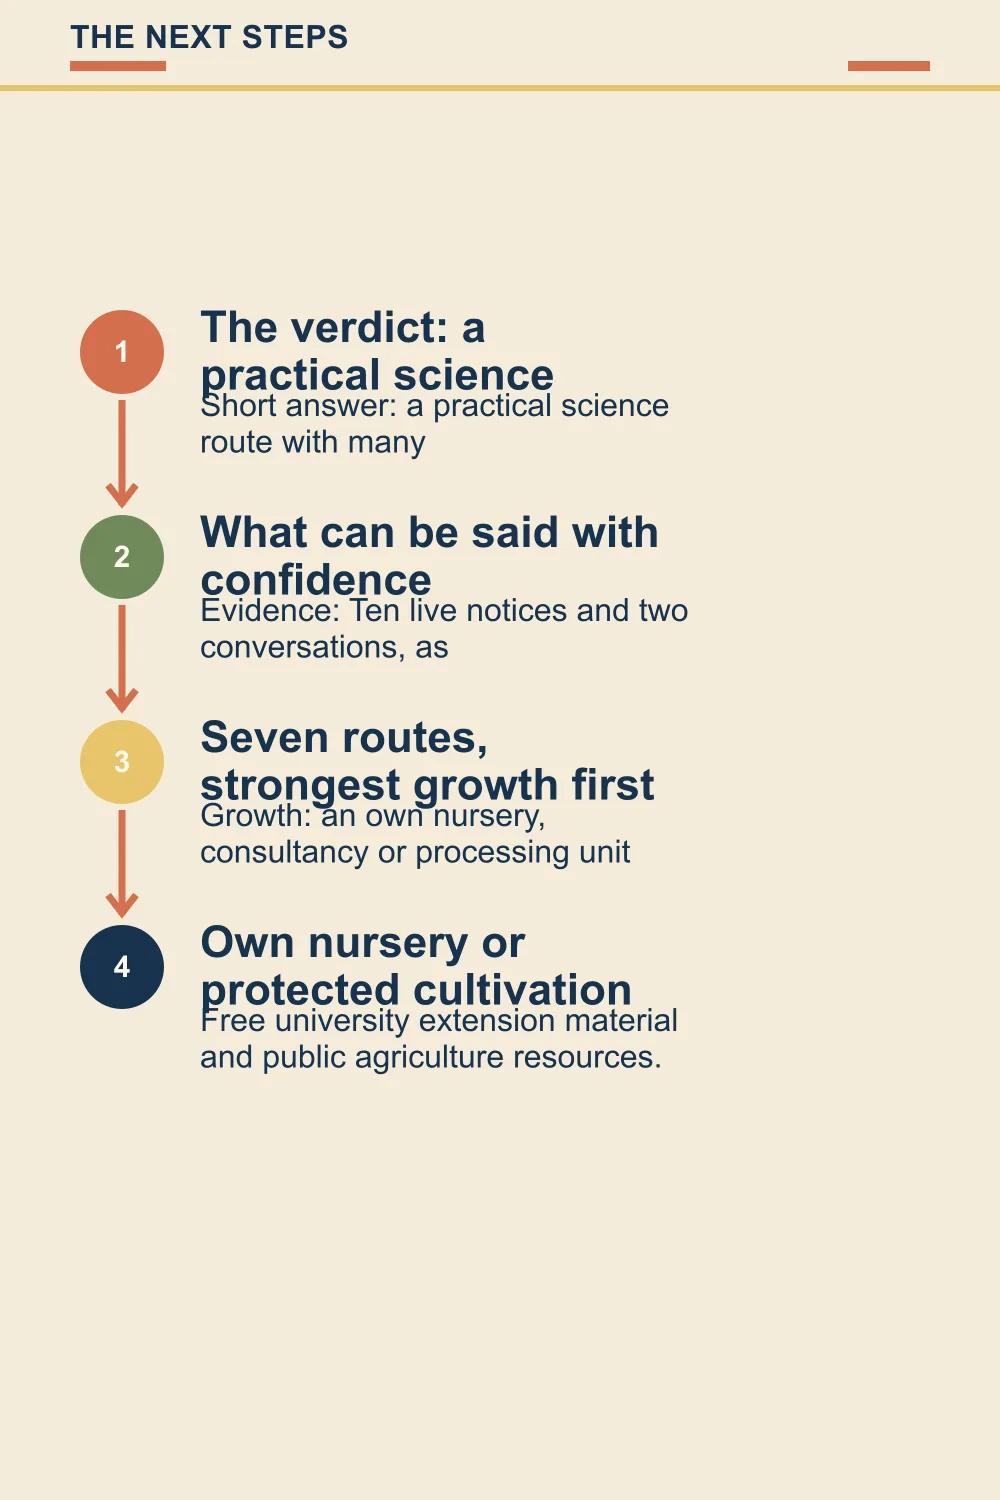 THE NEXT STEPS
1
The verdict: a
practical science
Short answer: a practical science
route with many
2
What can be said with
confidence
Evidence: Ten live notices and two
conversations, as
3
Seven routes,
strongest growth first
Growth: an own nursery,
consultancy or processing unit
4
Own nursery or
protected cultivation
Free university extension material
and public agriculture resources.